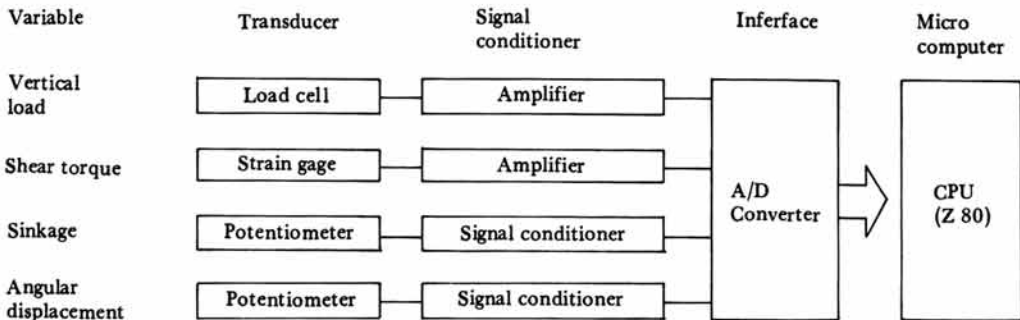 Variable Transducer Signal conditioner Inferface Micro computer
Vertical load Load cell Amplifier
Shear torque Strain gage Amplifier
A/D Converter
CPU (Z 80)
Sinkage Potentiometer Signal conditioner
Angular displacement Potentiometer Signal conditioner